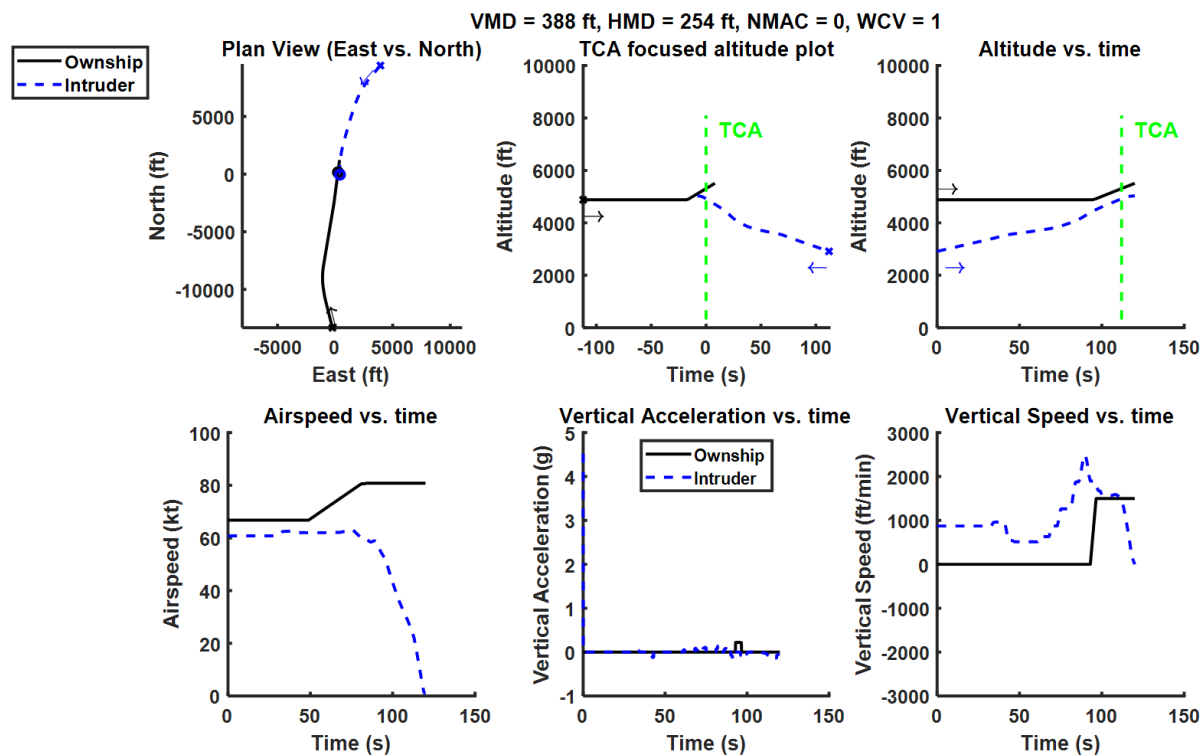 VMD = 388 ft, HMD = 254 ft, NMAC = 0, WCV = 1
Ownship
Intruder
Plan View (East vs. North)
North (ft)
5000
0
-5000
-10000
-5000
0
5000
10000
East (ft)
TCA focused altitude plot
Altitude (ft)
10000
8000
6000
4000
2000
0
TCA
-100
-50
0
50
100
Time (s)
Altitude vs. time
Altitude (ft)
10000
8000
6000
4000
2000
0
TCA
0
50
100
150
Time (s)
Airspeed vs. time
Airspeed (kt)
100
80
60
40
20
0
0
50
100
150
Time (s)
Vertical Acceleration vs. time
Vertical Acceleration (g)
5
4
3
2
1
0
-1
Ownship
Intruder
0
50
100
150
Time (s)
Vertical Speed vs. time
Vertical Speed (ft/min)
3000
2000
1000
0
-1000
-2000
-3000
0
50
100
150
Time (s)